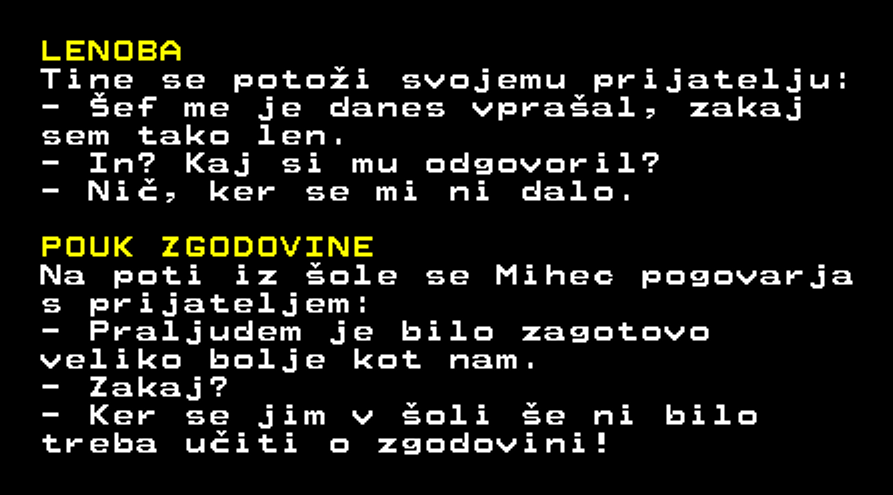 LENOBA
Tine se potoži svojemu prijatelju:
- Šef me je danes vprašal, zakaj
sem tako len.
- In? Kaj si mu odgovoril?
- Nič, ker se mi ni dalo.
POUK ZGODOVINE
Na poti iz šole se Mihec pogovarja
s prijateljem:
- Praljudem je bilo zagotovo
veliko bolje kot nam.
- Zakaj?
- Ker se jim v šoli še ni bilo
treba učiti o zgodovini!